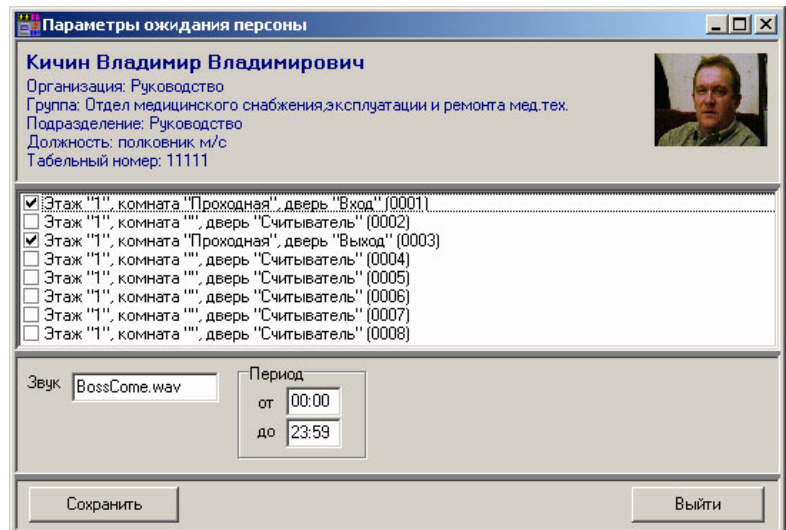 Параметры ожидания персоны
Кичин Владимир Владимирович
Организация: Руководство
Группа: Отдел медицинского снабжения,эксплуатации и ремонта мед.тех.
Подразделение: Руководство
Должность: полковник м/с
Табельный номер: 11111
Этаж "1", комната "Проходная", дверь "Вход" (0001)
Этаж "1", комната "", дверь "Считыватель" (0002)
Этаж "1", комната "Проходная", дверь "Выход" (0003)
Этаж "1", комната "", дверь "Считыватель" (0004)
Этаж "1", комната "", дверь "Считыватель" (0005)
Этаж "1", комната "", дверь "Считыватель" (0006)
Этаж "1", комната "", дверь "Считыватель" (0007)
Этаж "1", комната "", дверь "Считыватель" (0008)
Звук BossCome.wav
Период
от 00:00
до 23:59
Сохранить Выйти